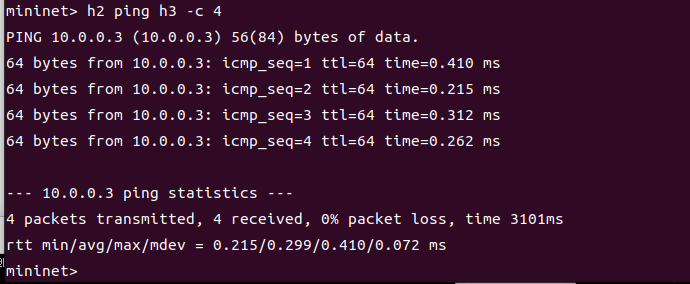 mininet> h2 ping h3 -c 4
PING 10.0.0.3 (10.0.0.3) 56(84) bytes of data.
64 bytes from 10.0.0.3: icmp_seq=1 ttl=64 time=0.410 ms
64 bytes from 10.0.0.3: icmp_seq=2 ttl=64 time=0.215 ms
64 bytes from 10.0.0.3: icmp_seq=3 ttl=64 time=0.312 ms
64 bytes from 10.0.0.3: icmp_seq=4 ttl=64 time=0.262 ms
--- 10.0.0.3 ping statistics ---
4 packets transmitted, 4 received, 0% packet loss, time 3101ms
rtt min/avg/max/mdev = 0.215/0.299/0.410/0.072 ms
mininet>